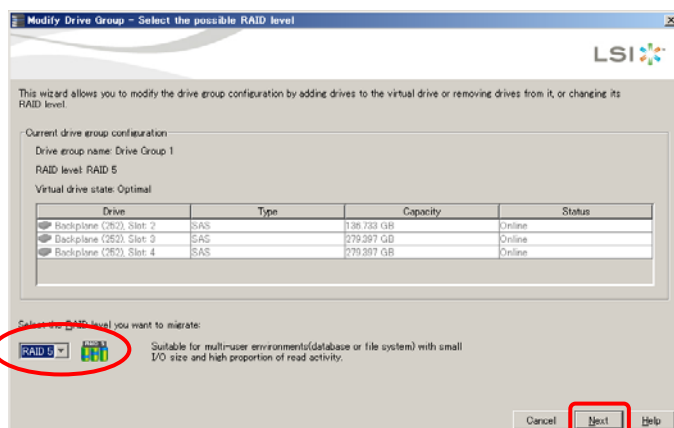 Modify Drive Group - Select the possible RAID level
LSI
This wizard allows you to modify the drive group configuration by adding drives to the virtual drive or removing drives from it, or changing its
RAID level.
Current drive group configuration
Drive group name: Drive Group 1
RAID level: RAID 5
Virtual drive state: Optimal
Drive Type Capacity Status
Backplane (252), Slot: 2 SAS 136.733 GB Online
Backplane (252), Slot: 3 SAS 279.397 GB Online
Backplane (252), Slot: 4 SAS 279.397 GB Online
Select the RAID level you want to migrate:
RAID 5
Suitable for multi-user environments(database or file system) with small
I/O size and high proportion of read activity.
Cancel Next Help